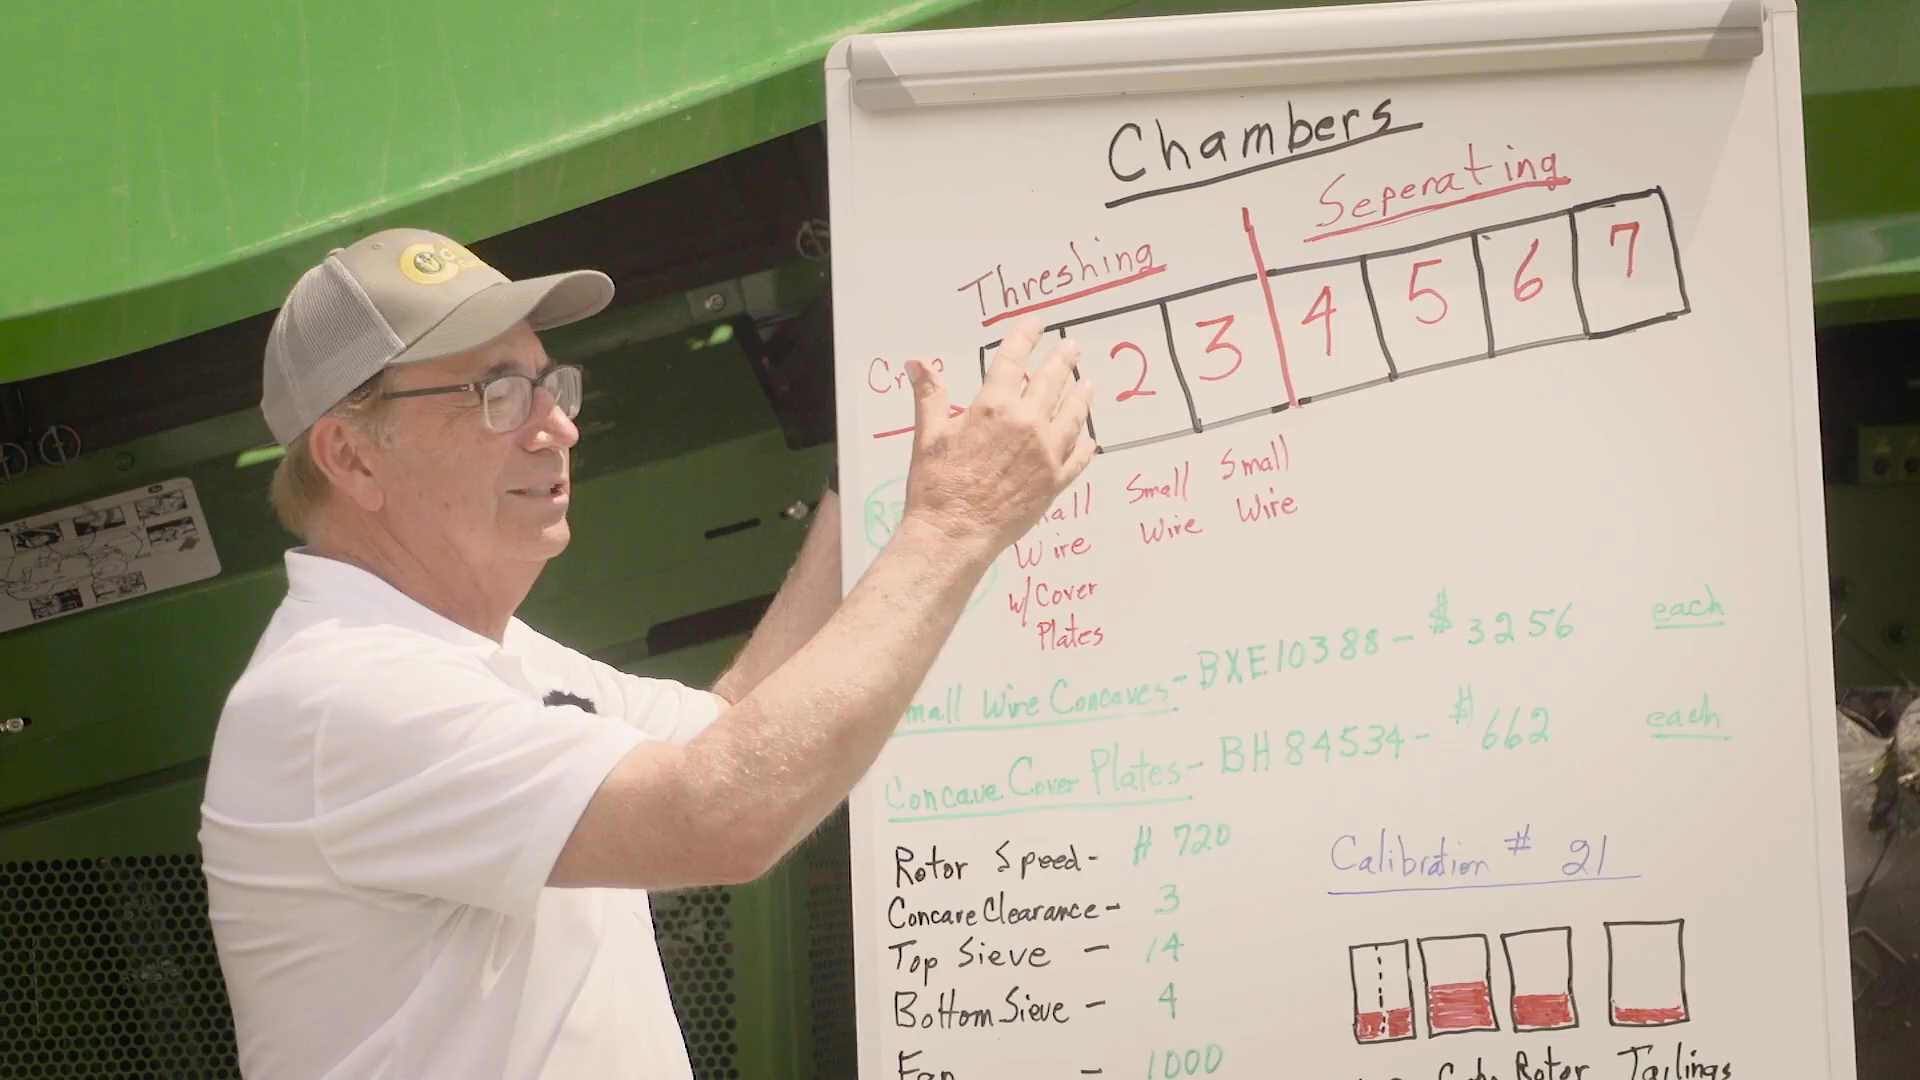 Chambers
Threshing
Seperating
2 3 4 5 6 7
Small Small
Wire Wire Wire
w/Cover
Plates
Wire Concaves - BXE10388 - $3256 each
Concave Cover Plates - BH84534 - $662 each
Rotor Speed - # 720
Concave Clearance - 3
Top Sieve - 14
Bottom Sieve - 4
Fan - 1000
Calibration # 21
Rotor Tailings